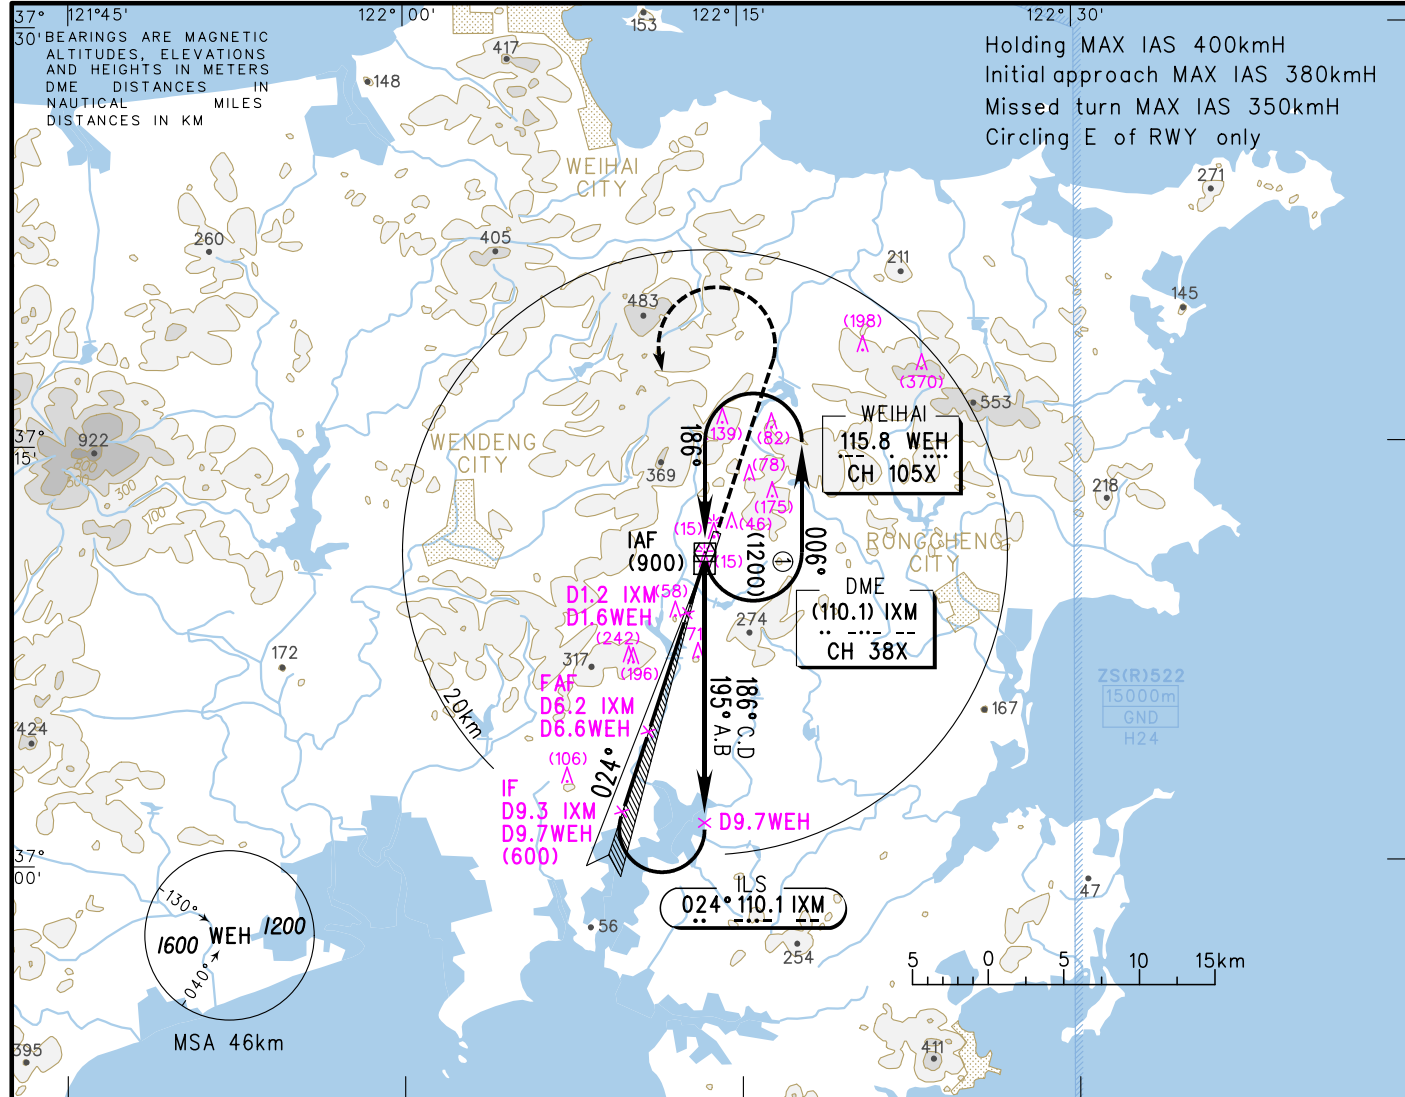 37°
30'
121°45'
122°00'
122°15'
122°30'
BEARINGS ARE MAGNETIC
ALTITUDES, ELEVATIONS
AND HEIGHTS IN METERS
DME DISTANCES IN
NAUTICAL MILES
DISTANCES IN KM
Holding MAX IAS 400kmH
Initial approach MAX IAS 380kmH
Missed turn MAX IAS 350kmH
Circling E of RWY only
153
417
148
WEIHAI
CITY
271
260
405
211
483
145
(198)
(370)
553
37°
15'
922
300
300
100
WENDENG
CITY
186°
(139)
(82)
WEIHAI
115.8 WEH
CH 105X
369
(78)
(175)
218
(15)
(46)
IAF
(900)
(15)
(1200)
1
006°
RONGCHENG
CITY
D1.2 IXM
D1.6WEH
(58)
DME
(110.1) IXM
CH 38X
274
71
(242)
(196)
172
317
FAF
D6.2 IXM
D6.6WEH
186° C.D
195° A.B
ZS(R)522
15000m
GND
H24
20km
167
424
(106)
024°
IF
D9.3 IXM
D9.7WEH
(600)
D9.7WEH
37°
00'
ILS
024° 110.1 IXM
47
130°
1600
WEH
1200
040°
MSA 46km
56
254
5 0 5 10 15km
395
411